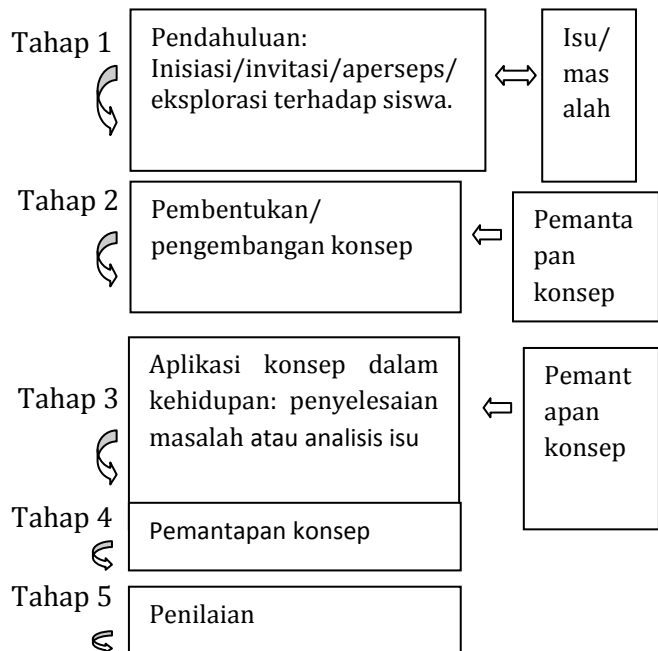 Tahap 1
Pendahuluan:
Inisiasi/invitasi/aperseps/
eksplorasi terhadap siswa.
Isu/
mas
alah
Tahap 2
Pembentukan/
pengembangan konsep
Pemanta
pan
konsep
Tahap 3
Aplikasi konsep dalam
kehidupan: penyelesaian
masalah atau analisis isu
Pemant
apan
konsep
Tahap 4
Pemantapan konsep
Tahap 5
Penilaian